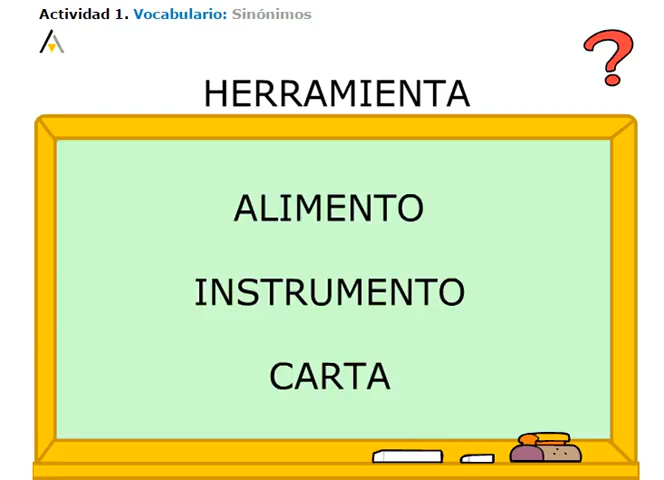 Actividad 1. Vocabulario: Sinónimos
HERRAMIENTA
ALIMENTO
INSTRUMENTO
CARTA